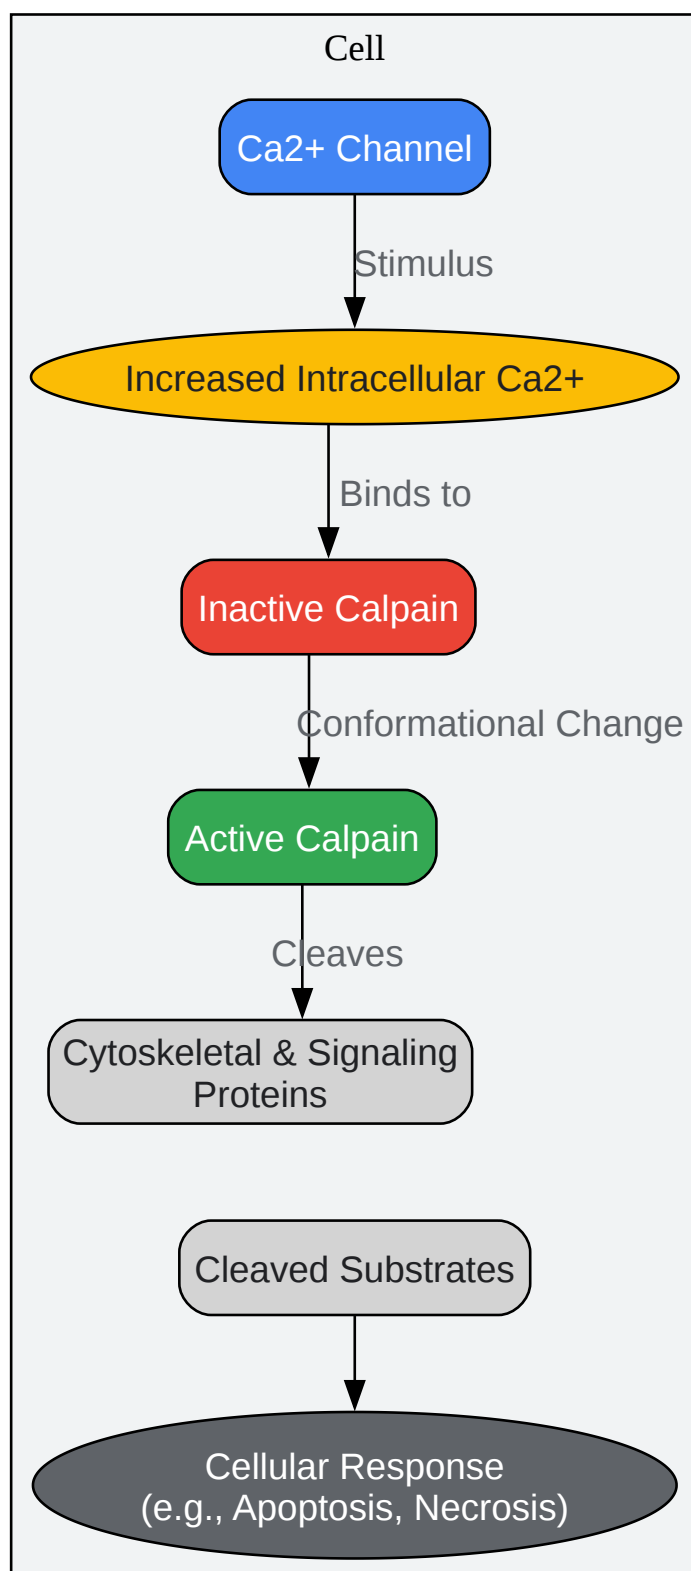 Cell
Ca2+ Channel
Stimulus
Increased Intracellular Ca2+
Binds to
Inactive Calpain
Conformational Change
Active Calpain
Cleaves
Cytoskeletal & Signaling
Proteins
Cleaved Substrates
Cellular Response
(e.g., Apoptosis, Necrosis)